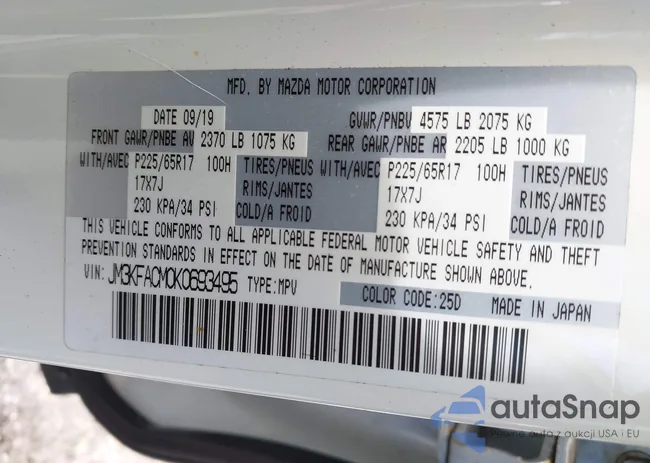 MFD. BY MAZDA MOTOR CORPORATION
DATE 09/19 GVWR/PNBV 4575 LB 2075 KG
FRONT GAWR/PNBE AV 2370 LB 1075 KG REAR GAWR/PNBE AR 2205 LB 1000 KG
WITH/AVEC P225/65R17 100H TIRES/PNEUS WITH/AVEC P225/65R17 100H TIRES/PNEUS
17X7J RIMS/JANTES 17X7J RIMS/JANTES
230 KPA/34 PSI COLD/A FROID 230 KPA/34 PSI COLD/A FROID
THIS VEHICLE CONFORMS TO ALL APPLICABLE FEDERAL MOTOR VEHICLE SAFETY AND THEFT
PREVENTION STANDARDS IN EFFECT ON THE DATE OF MANUFACTURE SHOWN ABOVE.
VIN: JM3KFACM0K0693495 TYPE:MPV
COLOR CODE:25D MADE IN JAPAN
autaSnap
Pewne auto z aukcji USA i EU